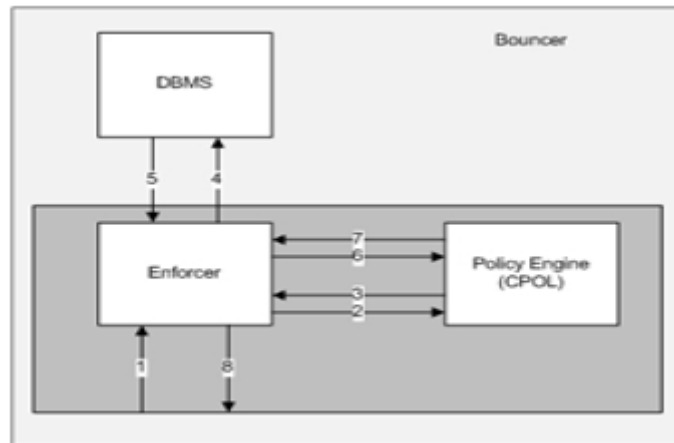 Bouncer
DBMS
5
4
Enforcer
7
6
3
2
Policy Engine
(CPOL)
1
8